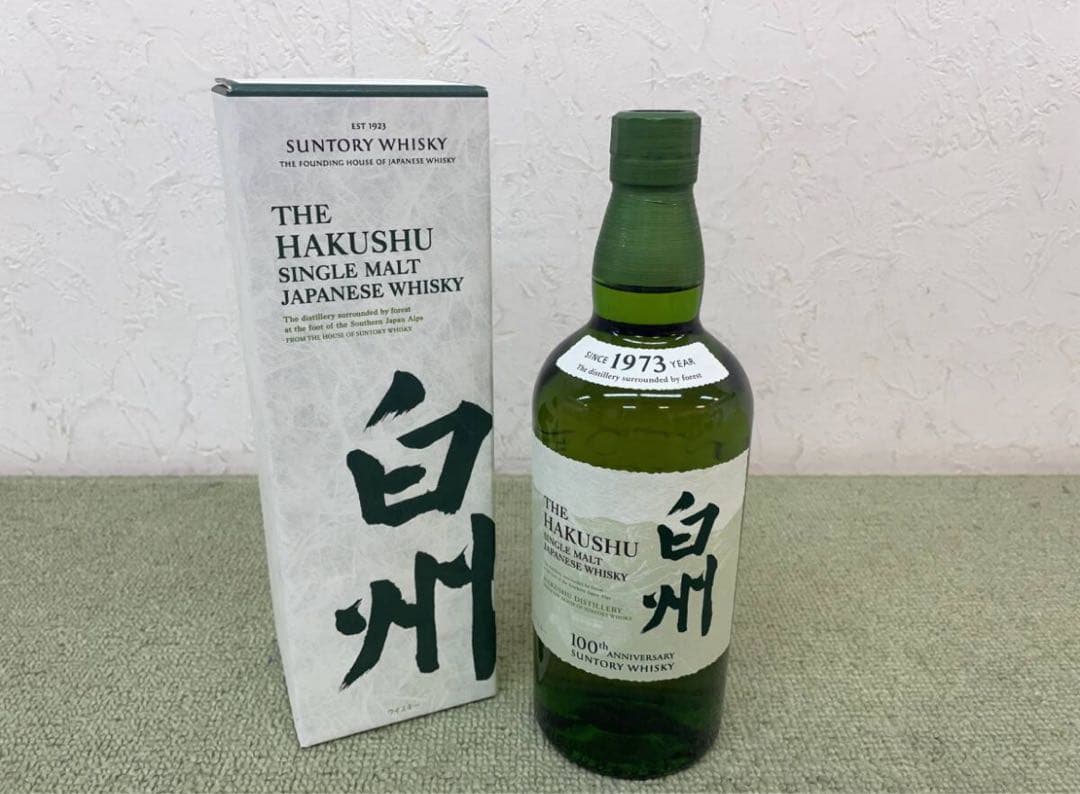 EST 1923
SUNTORY WHISKY
THE FOUNDING HOUSE OF JAPANESE WHISKY
THE
HAKUSHU
SINGLE MALT
JAPANESE WHISKY
The distillery surrounded by forest
at the foot of the Southern Japan Alps
FROM THE HOUSE OF SUNTORY WHISKY
白州
ウイスキー
SINCE 1973 YEAR
The distillery surrounded by forest
THE
HAKUSHU
SINGLE MALT
JAPANESE WHISKY
HAKUSHU DISTILLERY
白州
100th ANNIVERSARY
SUNTORY WHISKY